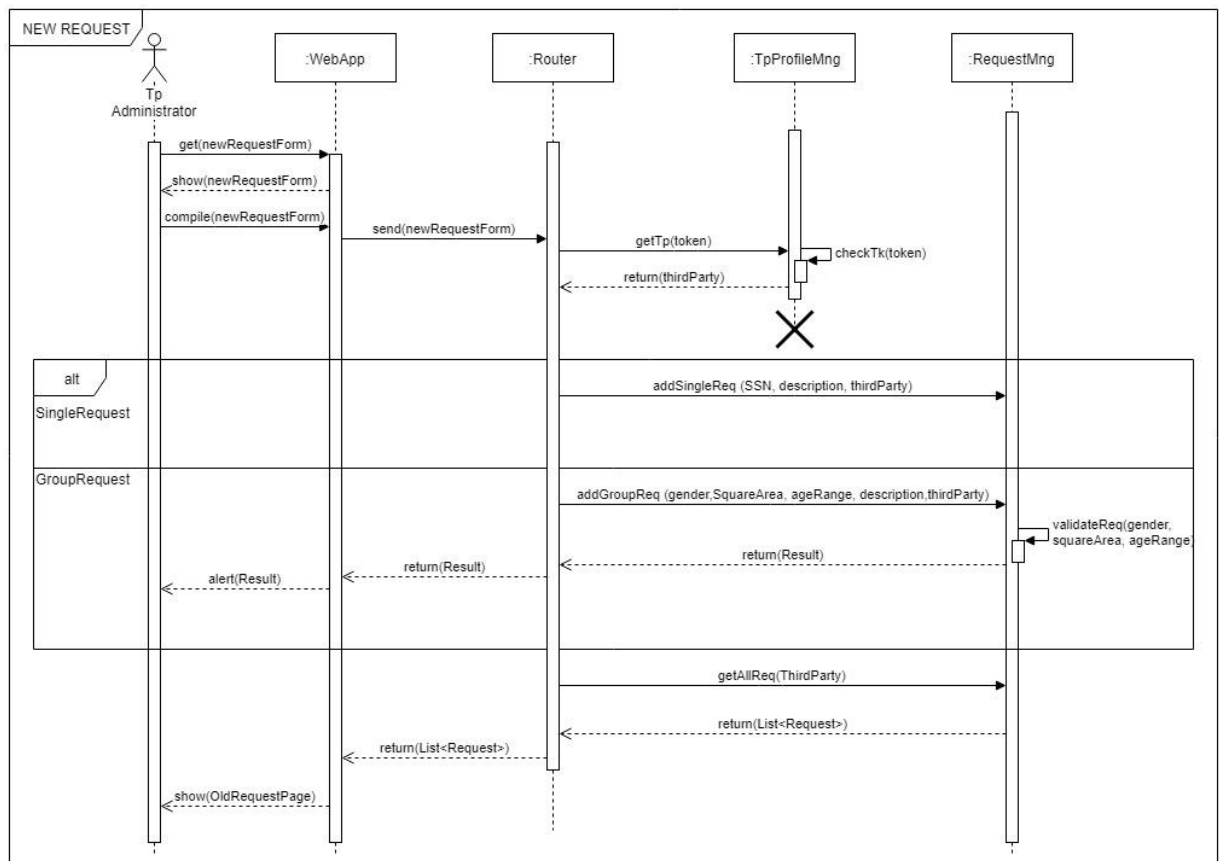 NEW REQUEST
:WebApp
:Router
:TpProfileMng
:RequestMng
Tp
Administrator
get(newRequestForm)
show(newRequestForm)
compile(newRequestForm)
send(newRequestForm)
getTp(token)
checkTk(token)
return(thirdParty)
alt
addSingleReq (SSN, description, thirdParty)
SingleRequest
GroupRequest
addGroupReq (gender,SquareArea, ageRange, description,thirdParty)
validateReq(gender,
squareArea, ageRange)
return(Result)
return(Result)
alert(Result)
getAllReq(ThirdParty)
return(List<Request>)
return(List<Request>)
show(OldRequestPage)